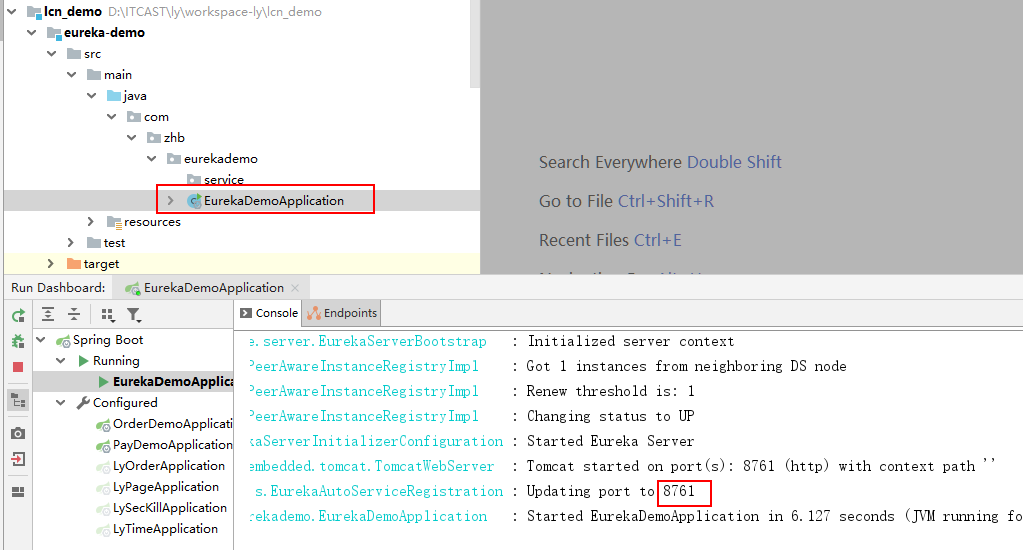 lcn_demo D:\ITCAST\ly\workspace-ly\lcn_demo
eureka-demo
src
main
java
com
zhb
eurekademo
service
EurekaDemoApplication
resources
test
target
Search Everywhere Double Shift
Go to File Ctrl+Shift+R
Recent Files Ctrl+E
Run Dashboard: EurekaDemoApplication
Console Endpoints
Spring Boot
Running
EurekaDemoApplica
Configured
OrderDemoApplicati
PayDemoApplication
LyOrderApplication
LyPageApplication
LySecKillApplication
LyTimeApplication
e.server.EurekaServerBootstrap : Initialized server context
PeerAwareInstanceRegistryImpl : Got 1 instances from neighboring DS node
PeerAwareInstanceRegistryImpl : Renew threshold is: 1
PeerAwareInstanceRegistryImpl : Changing status to UP
kaServerInitializerConfiguration : Started Eureka Server
embedded.tomcat.TomcatWebServer : Tomcat started on port(s): 8761 (http) with context path ''
s.EurekaAutoServiceRegistration : Updating port to 8761
rekademo.EurekaDemoApplication : Started EurekaDemoApplication in 6.127 seconds (JVM running fo